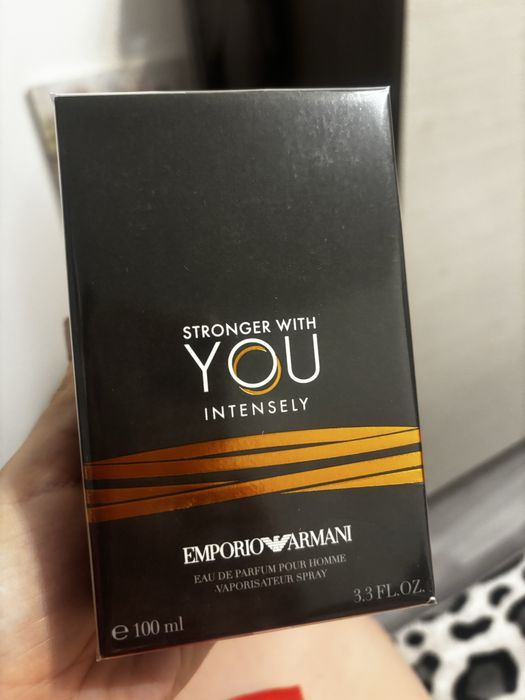 STRONGER WITH
YOU
INTENSELY
EMPORIO ARMANI
EAU DE PARFUM POUR HOMME
VAPORISATEUR SPRAY
℮ 100 ml
3.3 FL.OZ.